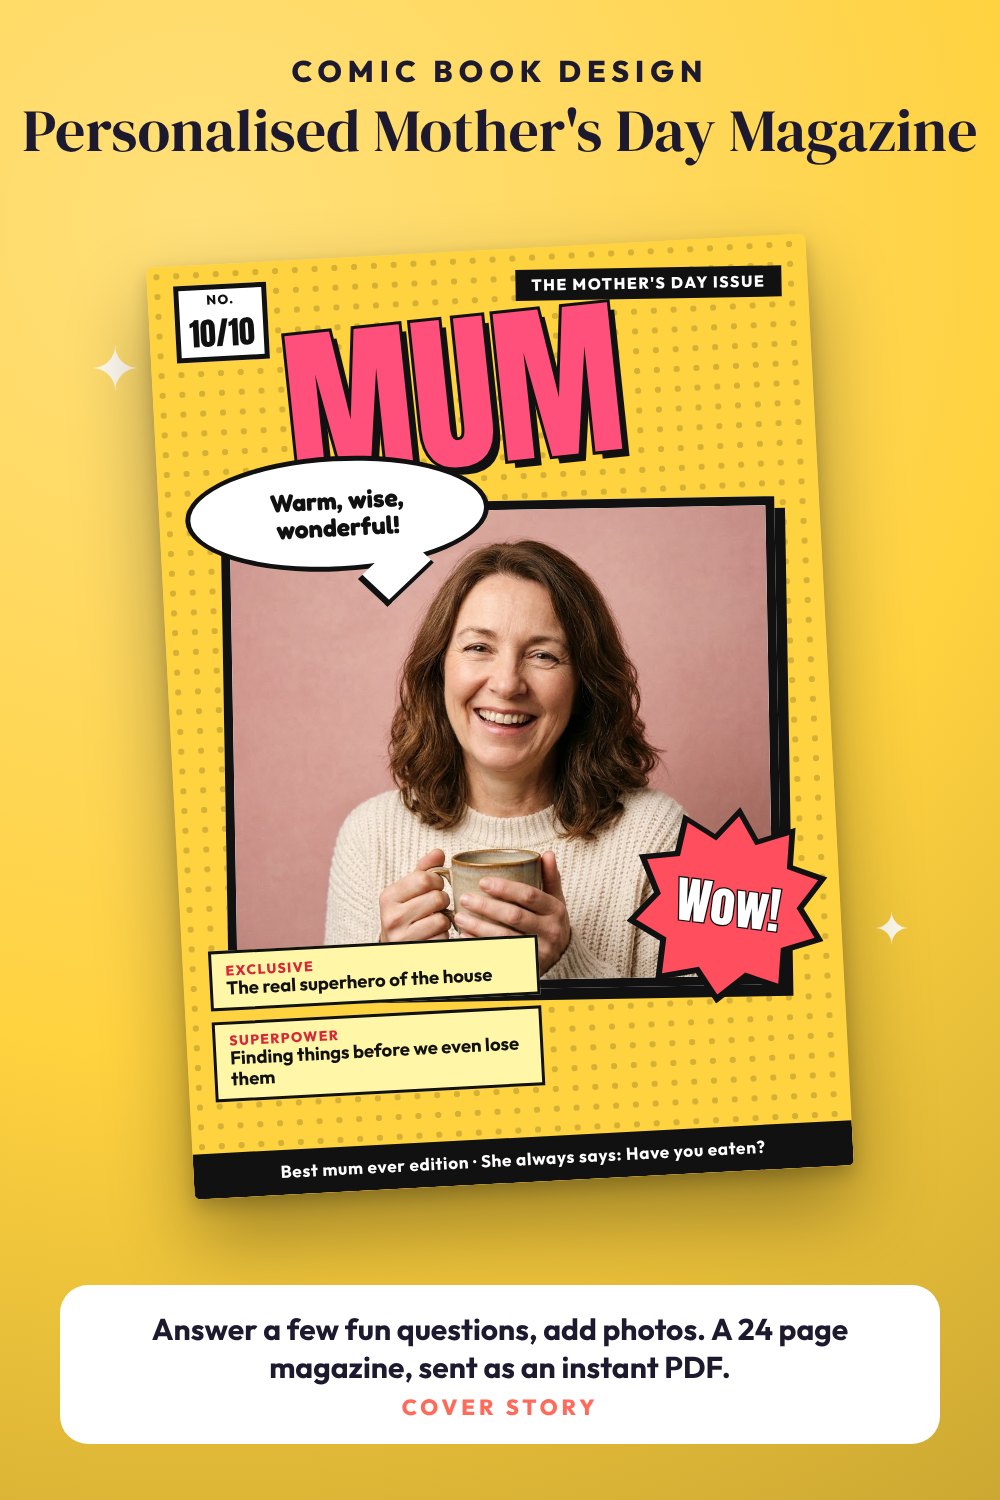 COMIC BOOK DESIGN
Personalised Mother's Day Magazine
THE MOTHER'S DAY ISSUE
NO.
10/10
MUM
Warm, wise,
wonderful!
Wow!
EXCLUSIVE
The real superhero of the house
SUPERPOWER
Finding things before we even lose
them
Best mum ever edition · She always says: Have you eaten?
Answer a few fun questions, add photos. A 24 page
magazine, sent as an instant PDF.
COVER STORY